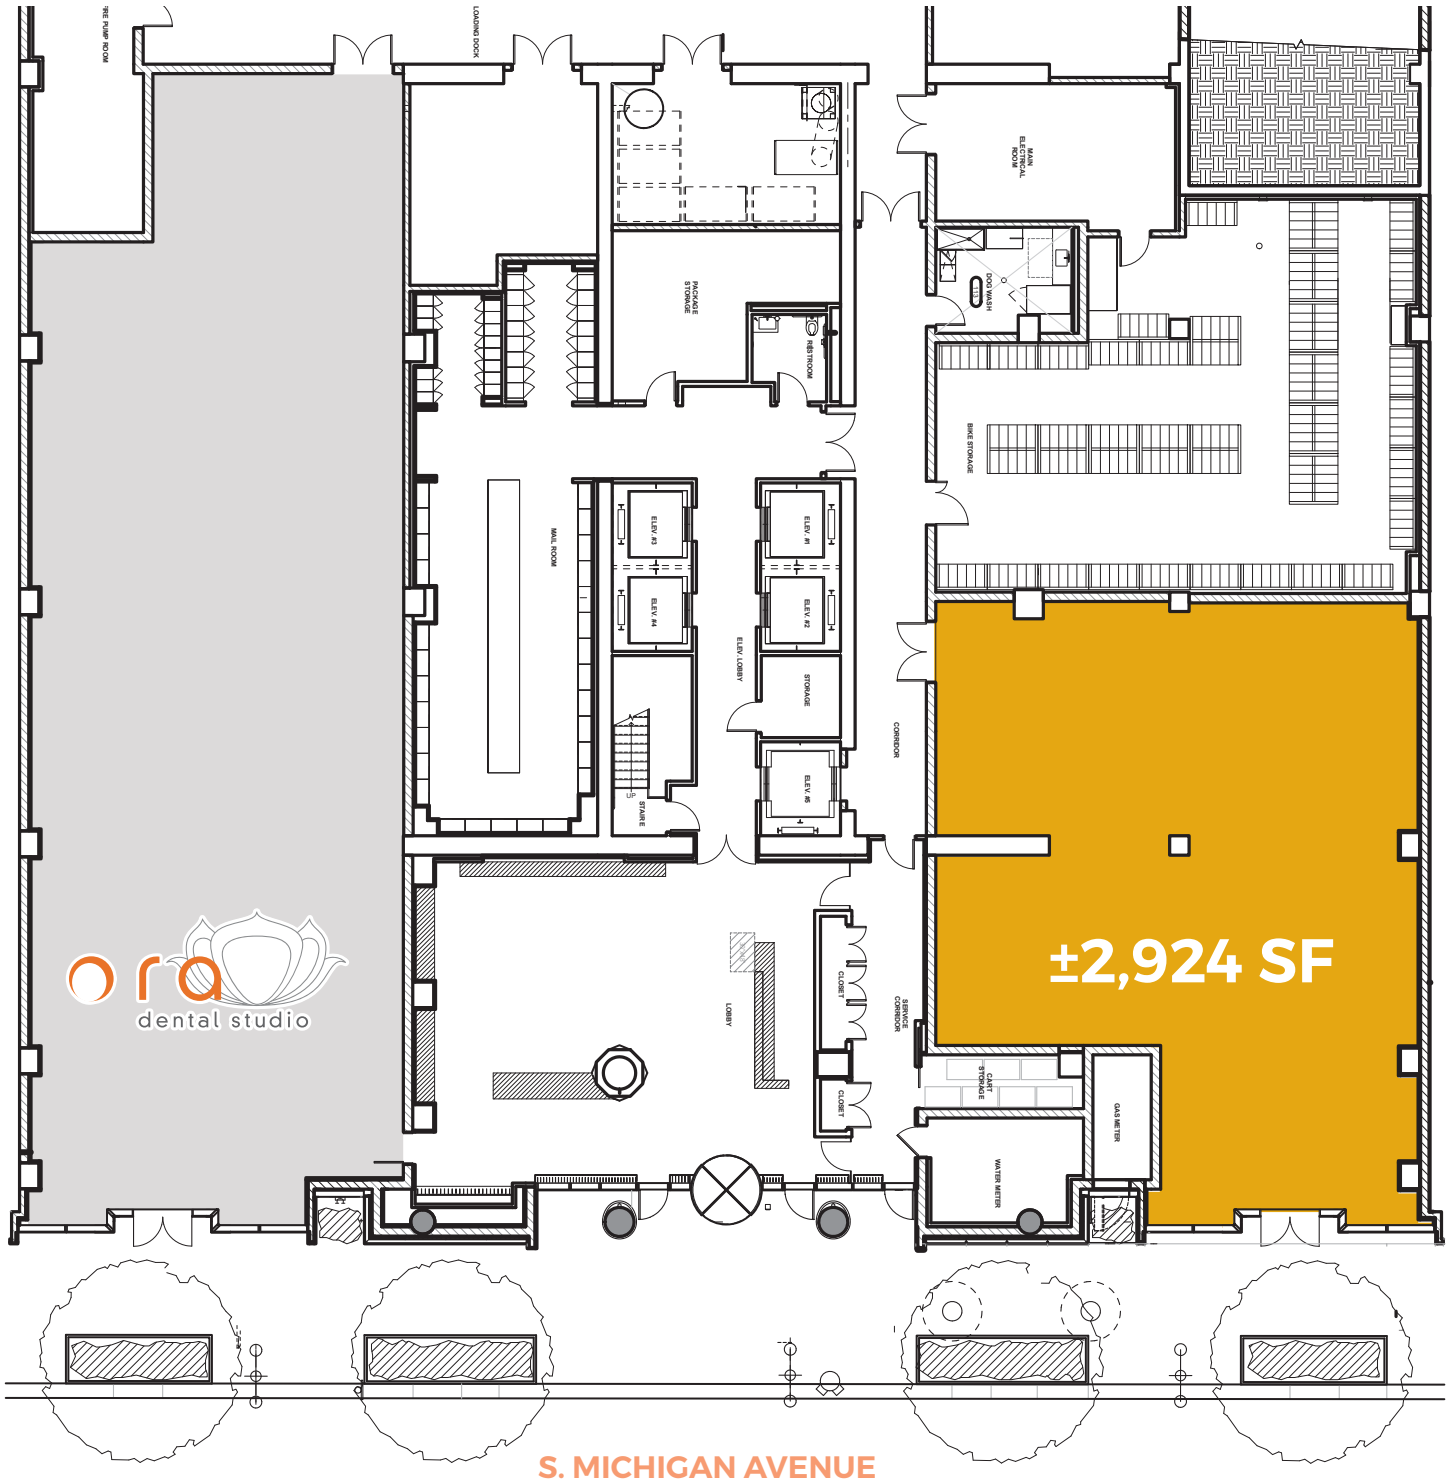 FIRE PUMP ROOM
LOADING DOCK
MAIN
ELECTRICAL
ROOM
DOG WASH
113
PACKAGE
STORAGE
RESTROOM
BIKE STORAGE
MAIL ROOM
ELEV. #3
ELEV. #1
ELEV. #4
ELEV. #2
ELEV. LOBBY
STORAGE
CORRIDOR
ELEV. #5
UP
STAIR E
±2,924 SF
ora
dental studio
CLOSET
SERVICE
CORRIDOR
LOBBY
CART
STORAGE
CLOSET
GAS METER
WATER METER
S. MICHIGAN AVENUE